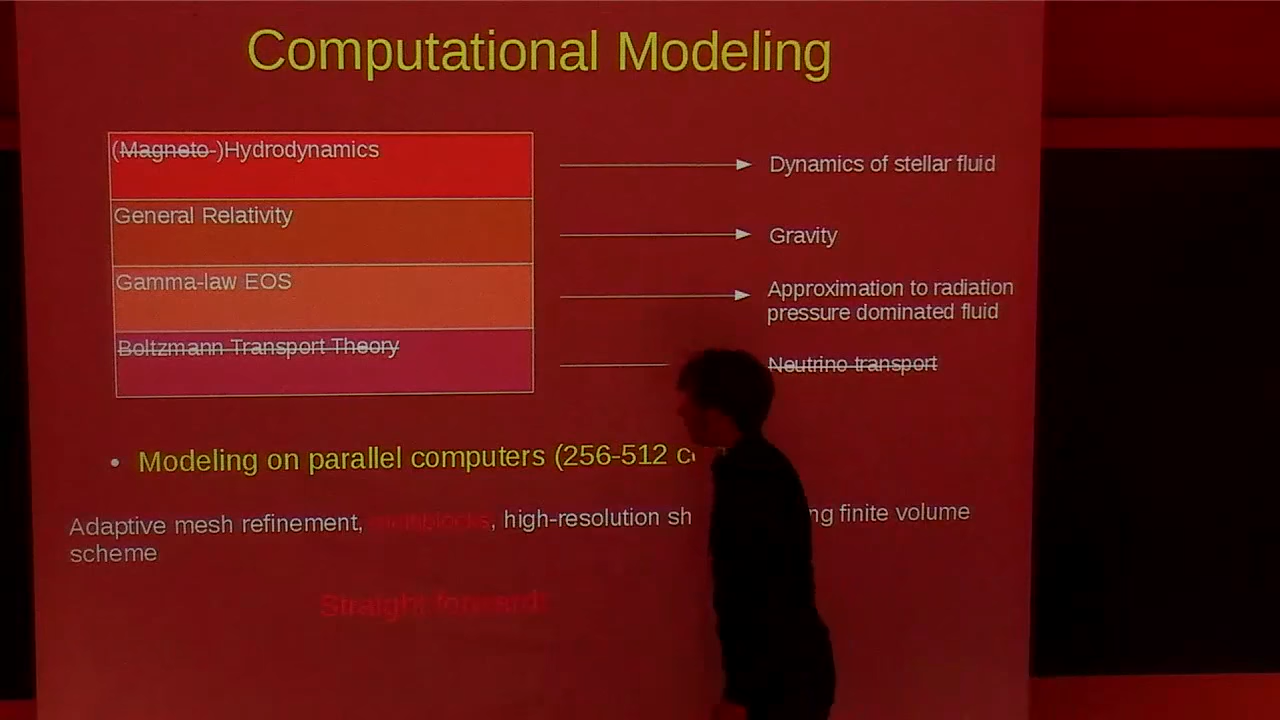 Computational Modeling
(Magneto-)Hydrodynamics
Dynamics of stellar fluid
General Relativity
Gravity
Gamma-law EOS
Approximation to radiation
pressure dominated fluid
Boltzmann Transport Theory
Neutrino transport
• Modeling on parallel computers (256-512
Adaptive mesh refinement, , high-resolution finite volume
scheme
Straight forward!